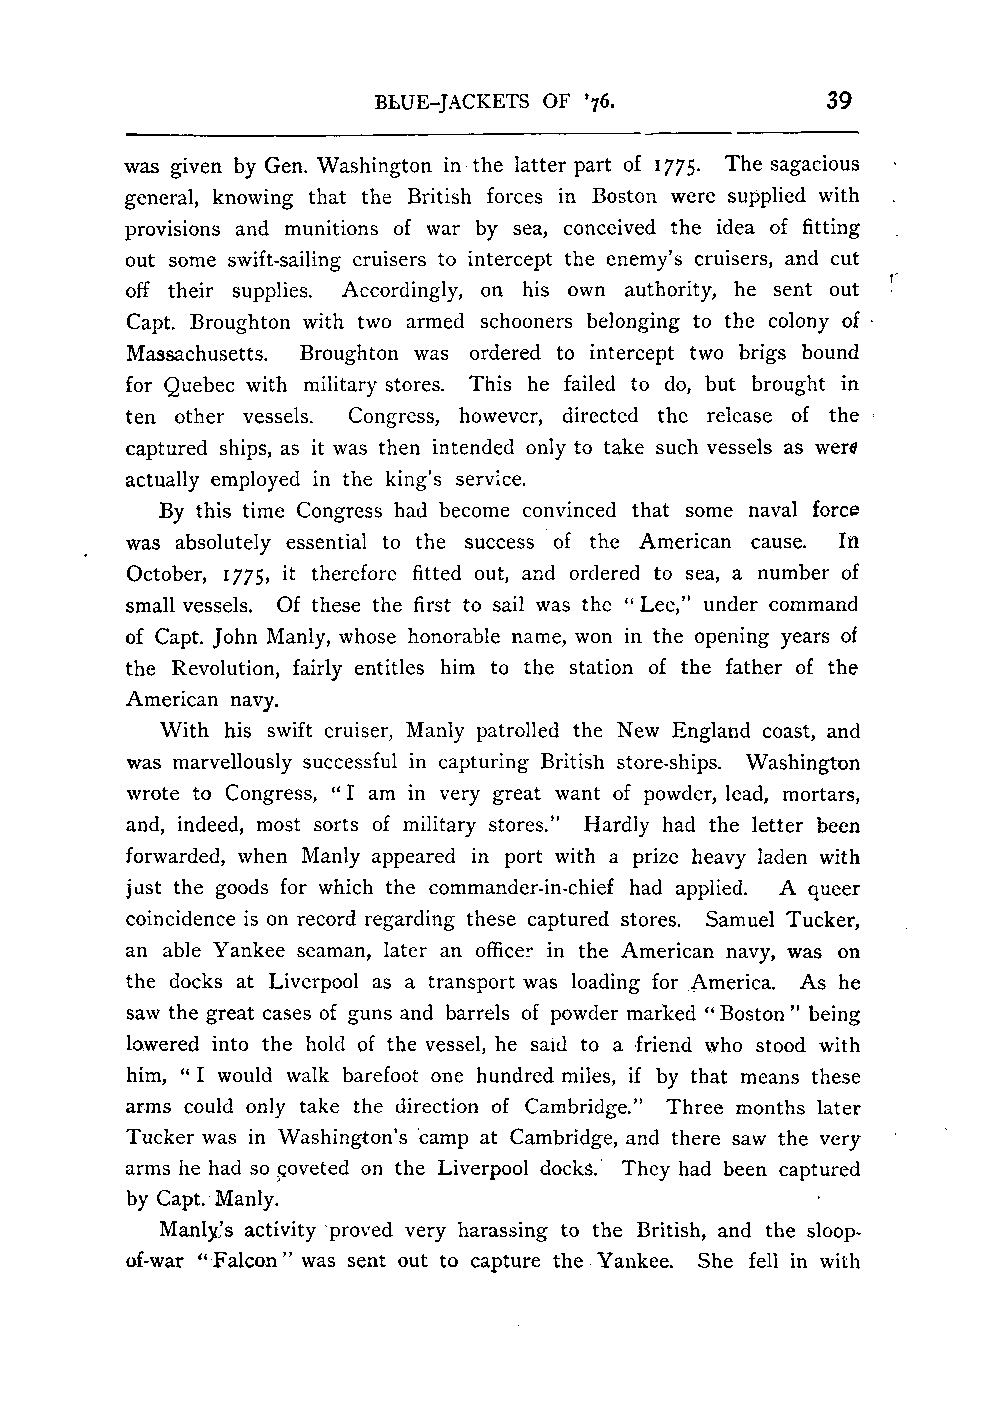 BLUE-JACKETS OF '76. 39
was given by Gen. Washington in the latter part of 1775. The sagacious
general, knowing that the British forces in Boston were supplied with
provisions and munitions of war by sea, conceived the idea of fitting
out some swift-sailing cruisers to intercept the enemy's cruisers, and cut
off their supplies. Accordingly, on his own authority, he sent out
Capt. Broughton with two armed schooners belonging to the colony of
Massachusetts. Broughton was ordered to intercept two brigs bound
for Quebec with military stores. This he failed to do, but brought in
ten other vessels. Congress, however, directed the release of the
captured ships, as it was then intended only to take such vessels as were
actually employed in the king's service.
By this time Congress had become convinced that some naval force
was absolutely essential to the success of the American cause. In
October, 1775, it therefore fitted out, and ordered to sea, a number of
small vessels. Of these the first to sail was the "Lee," under command
of Capt. John Manly, whose honorable name, won in the opening years of
the Revolution, fairly entitles him to the station of the father of the
American navy.
With his swift cruiser, Manly patrolled the New England coast, and
was marvellously successful in capturing British store-ships. Washington
wrote to Congress, "I am in very great want of powder, lead, mortars,
and, indeed, most sorts of military stores." Hardly had the letter been
forwarded, when Manly appeared in port with a prize heavy laden with
just the goods for which the commander-in-chief had applied. A queer
coincidence is on record regarding these captured stores. Samuel Tucker,
an able Yankee seaman, later an officer in the American navy, was on
the docks at Liverpool as a transport was loading for America. As he
saw the great cases of guns and barrels of powder marked "Boston" being
lowered into the hold of the vessel, he said to a friend who stood with
him, "I would walk barefoot one hundred miles, if by that means these
arms could only take the direction of Cambridge." Three months later
Tucker was in Washington's camp at Cambridge, and there saw the very
arms he had so coveted on the Liverpool docks. They had been captured
by Capt. Manly.
Manly's activity proved very harassing to the British, and the sloop-
of-war "Falcon" was sent out to capture the Yankee. She fell in with